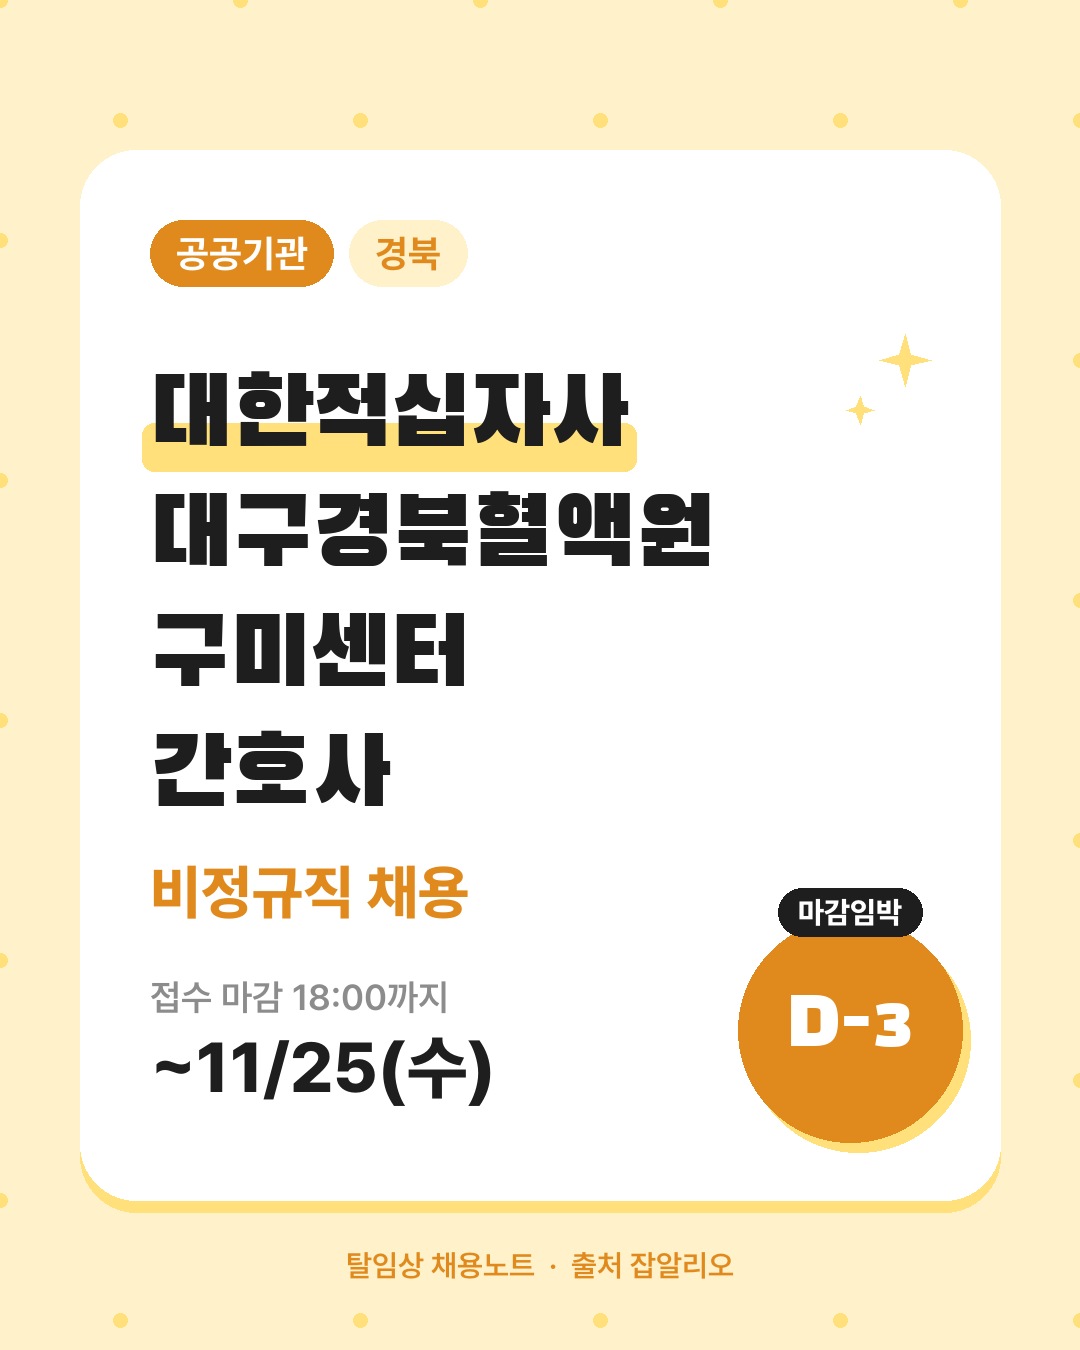 공공기관 경북
대한적십자사
대구경북혈액원
구미센터
간호사
비정규직 채용
접수 마감 18:00까지
~11/25(수)
마감임박
D-3
탈임상 채용노트 · 출처 잡알리오